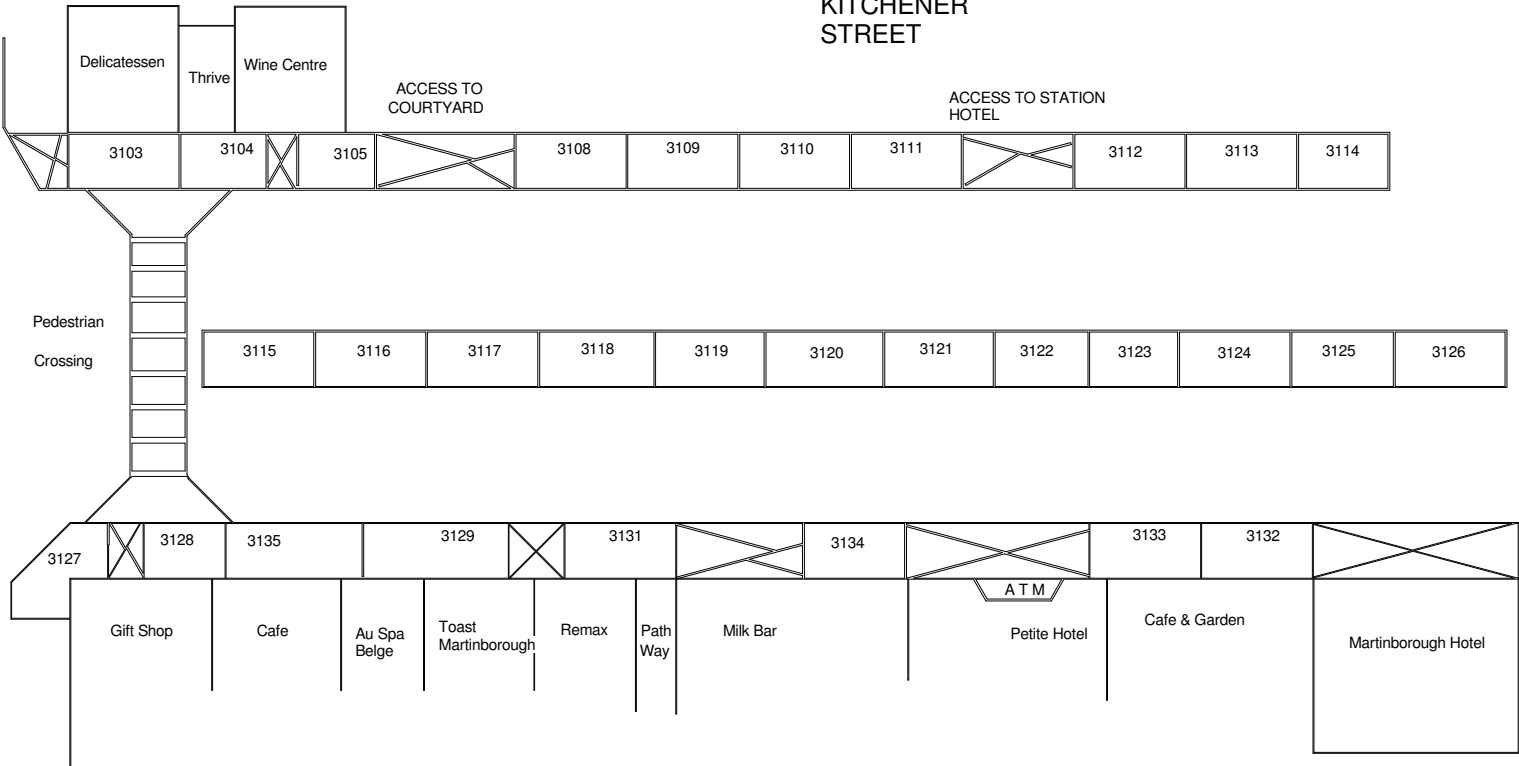 KITCHENER
STREET
Delicatessen
Thrive
Wine Centre
ACCESS TO
COURTYARD
ACCESS TO STATION
HOTEL
3103
3104
3105
3108
3109
3110
3111
3112
3113
3114
Pedestrian
Crossing
3115
3116
3117
3118
3119
3120
3121
3122
3123
3124
3125
3126
3127
3128
3135
3129
3131
3134
3133
3132
A T M
Gift Shop
Cafe
Au Spa
Belge
Toast
Martinborough
Remax
Path
Way
Milk Bar
Petite Hotel
Cafe & Garden
Martinborough Hotel